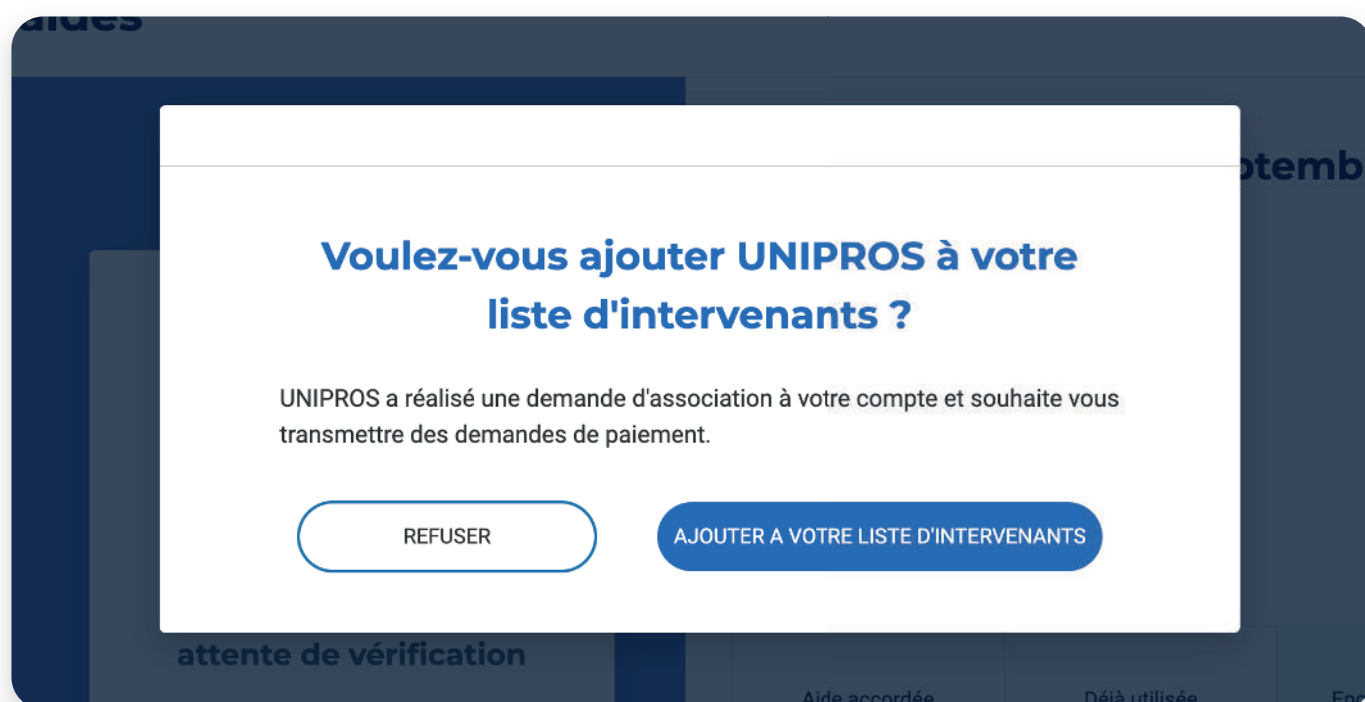 aides
Voulez-vous ajouter UNIPROS à votre
liste d'intervenants ?
UNIPROS a réalisé une demande d'association à votre compte et souhaite vous
transmettre des demandes de paiement.
REFUSER
AJOUTER A VOTRE LISTE D'INTERVENANTS
attente de vérification
Aide accordée
Déjà utilisée